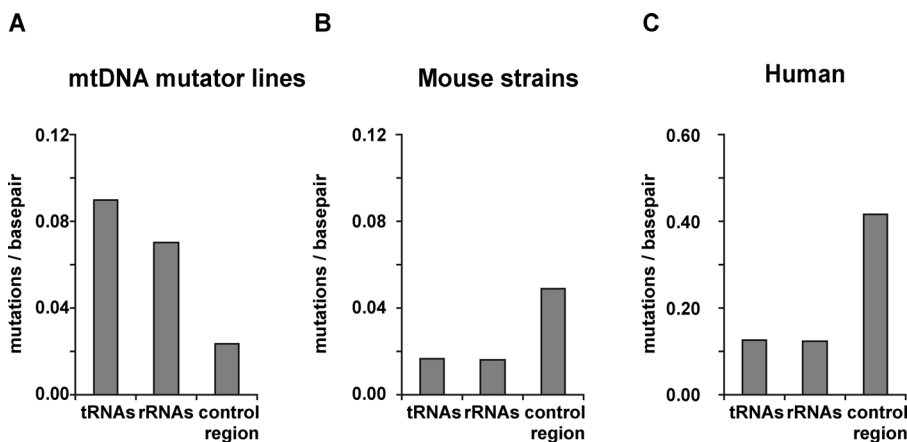 A
mtDNA mutator lines
mutations / basepair
0.12
0.08
0.04
0.00
tRNAs rRNAs control
region
B
Mouse strains
mutations / basepair
0.12
0.08
0.04
0.00
tRNAs rRNAs control
region
C
Human
mutations / basepair
0.60
0.40
0.20
0.00
tRNAs rRNAs control
region